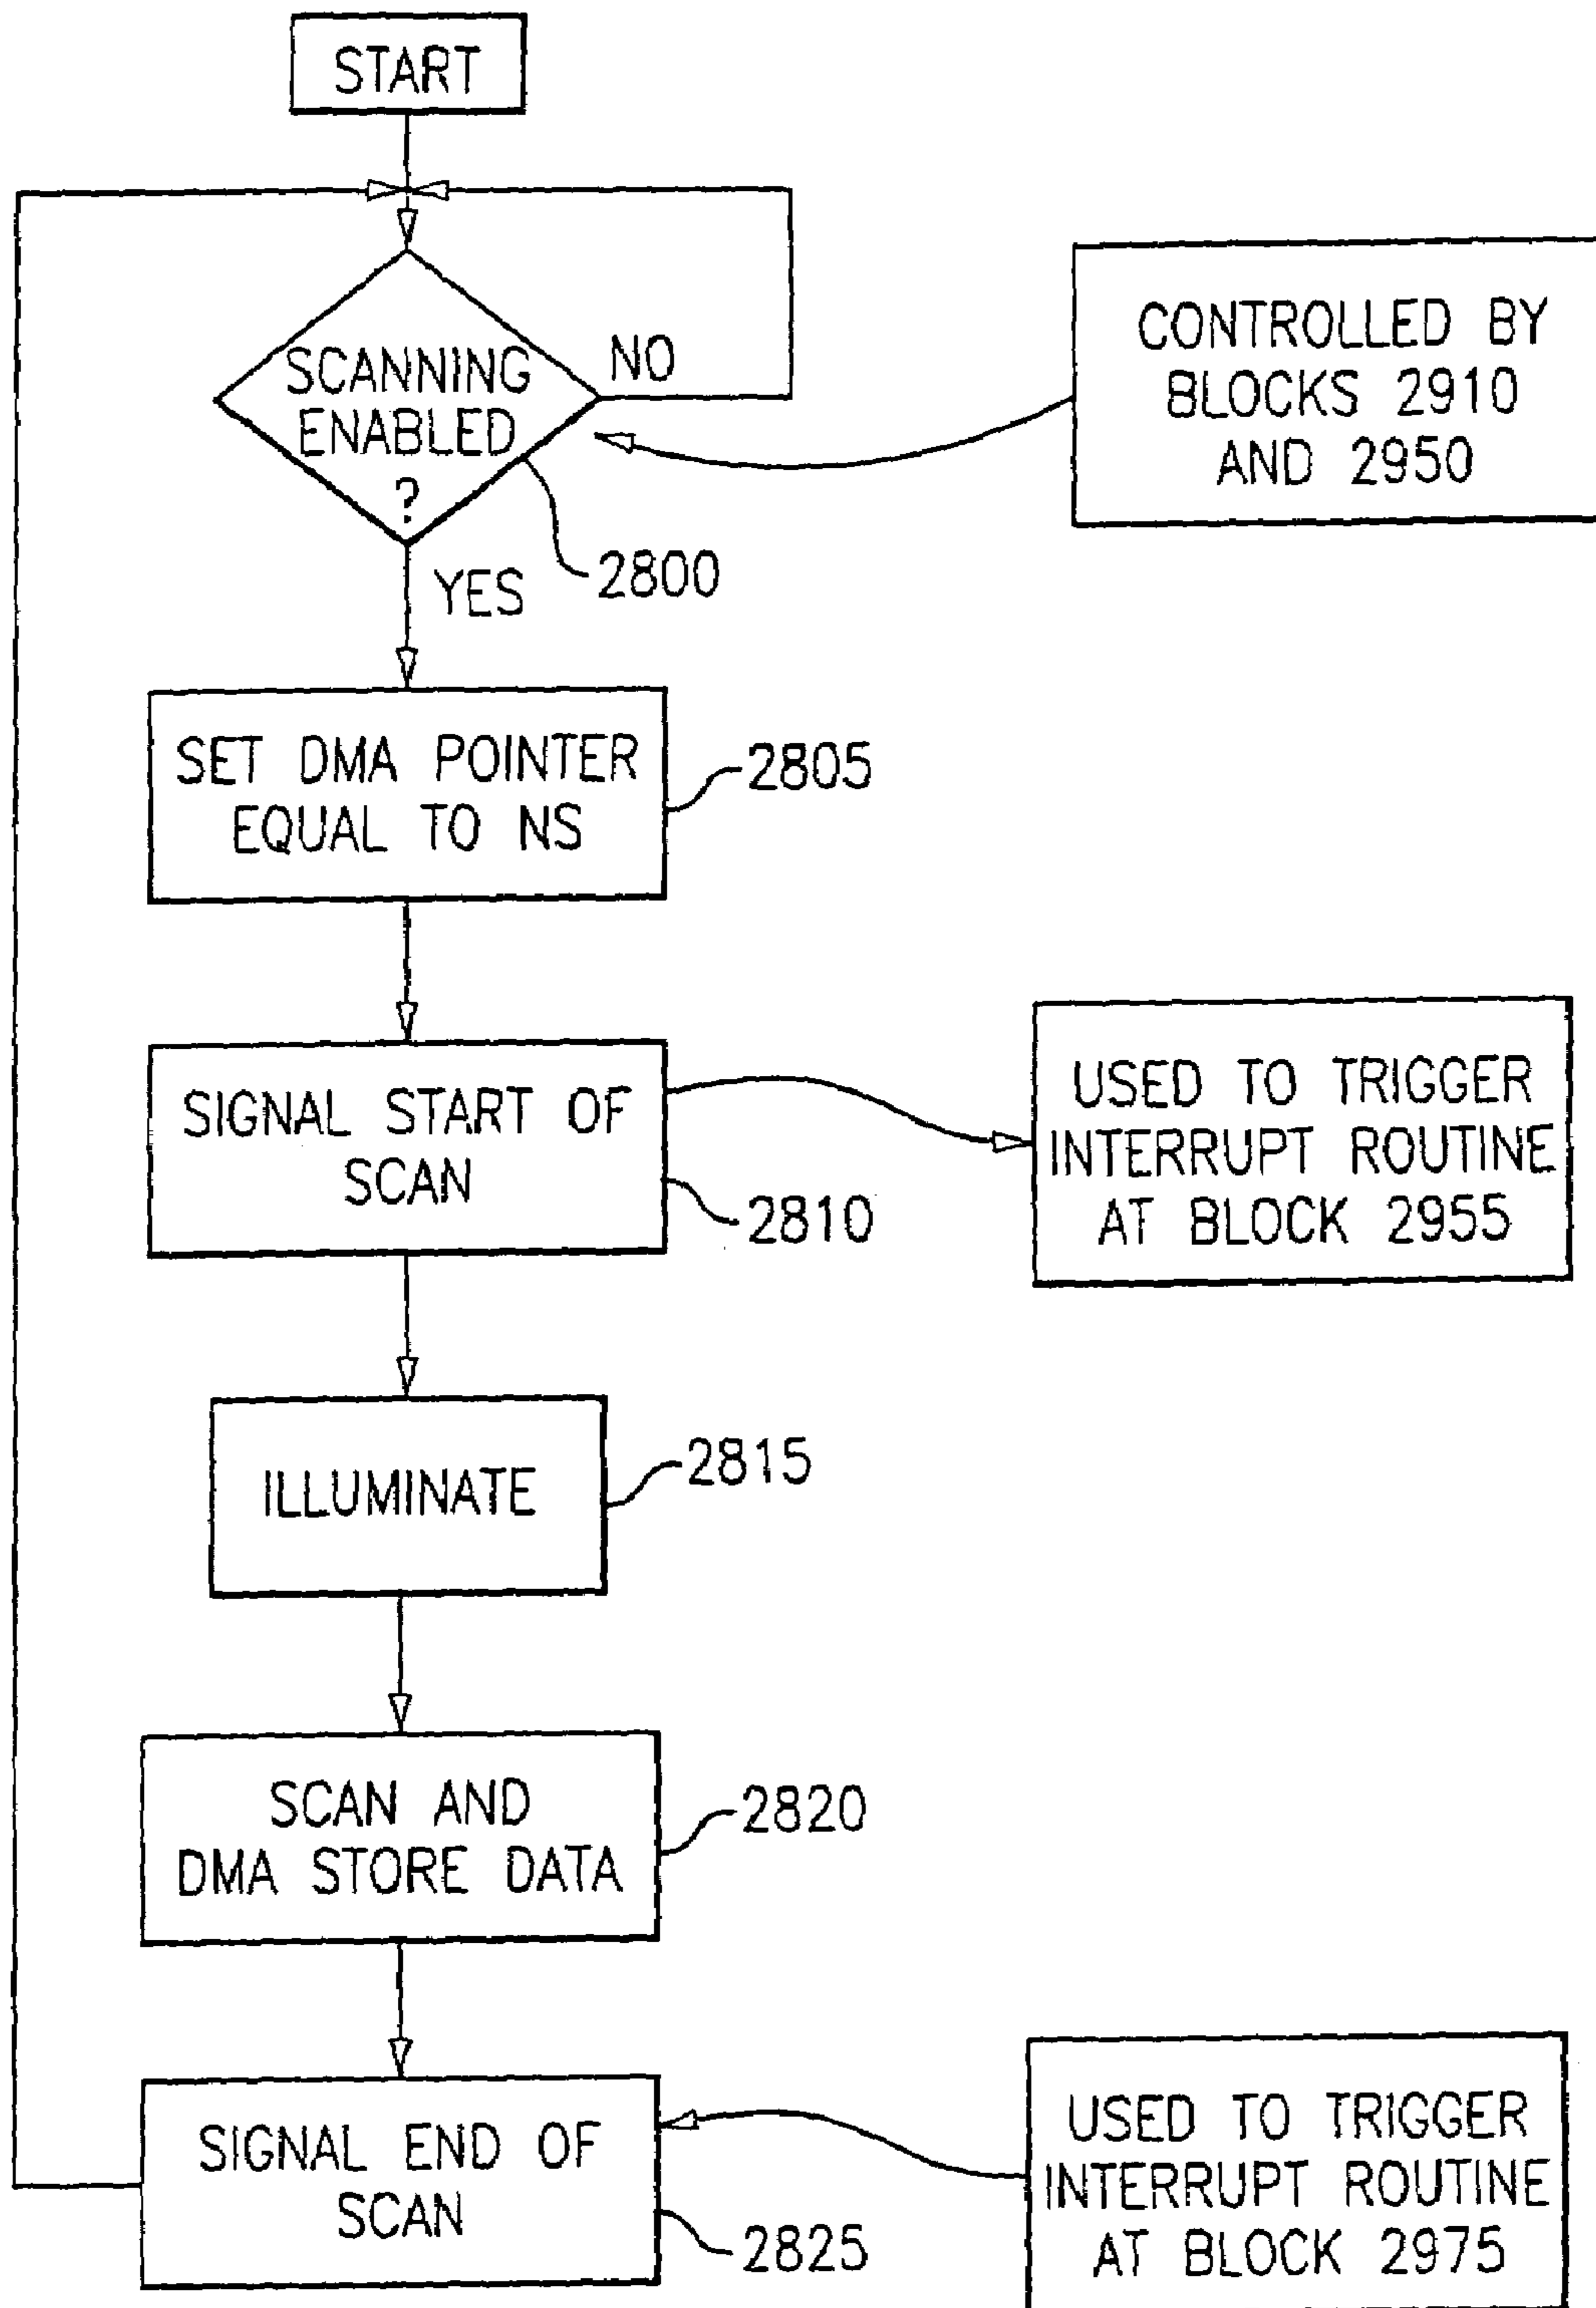 START
SCANNING
ENABLED
?
NO
YES
2800
CONTROLLED BY
BLOCKS 2910
AND 2950
SET DMA POINTER
EQUAL TO NS
2805
SIGNAL START OF
SCAN
2810
USED TO TRIGGER
INTERRUPT ROUTINE
AT BLOCK 2955
ILLUMINATE
2815
SCAN AND
DMA STORE DATA
2820
SIGNAL END OF
SCAN
2825
USED TO TRIGGER
INTERRUPT ROUTINE
AT BLOCK 2975